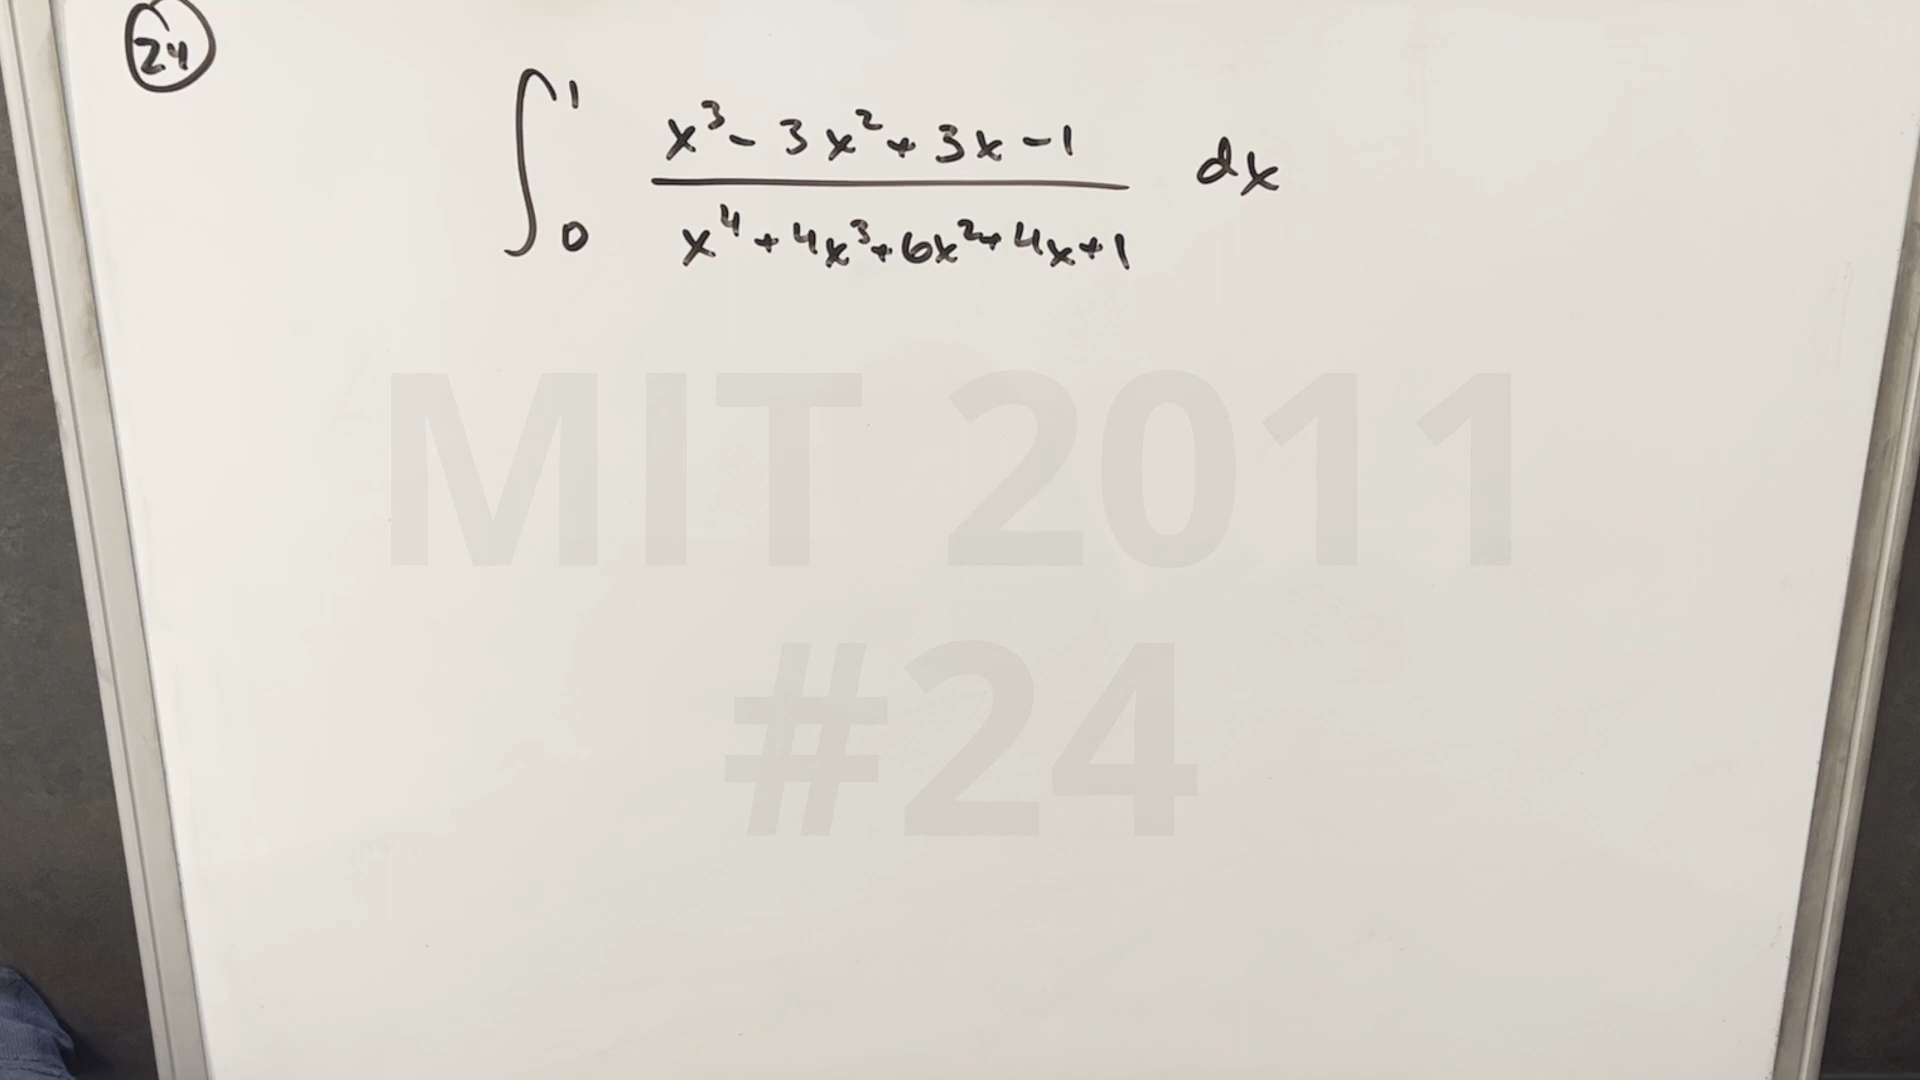 24
∫₀¹ (x³ - 3x² + 3x - 1) / (x⁴ + 4x³ + 6x² + 4x + 1) dx
MIT 2011
#24